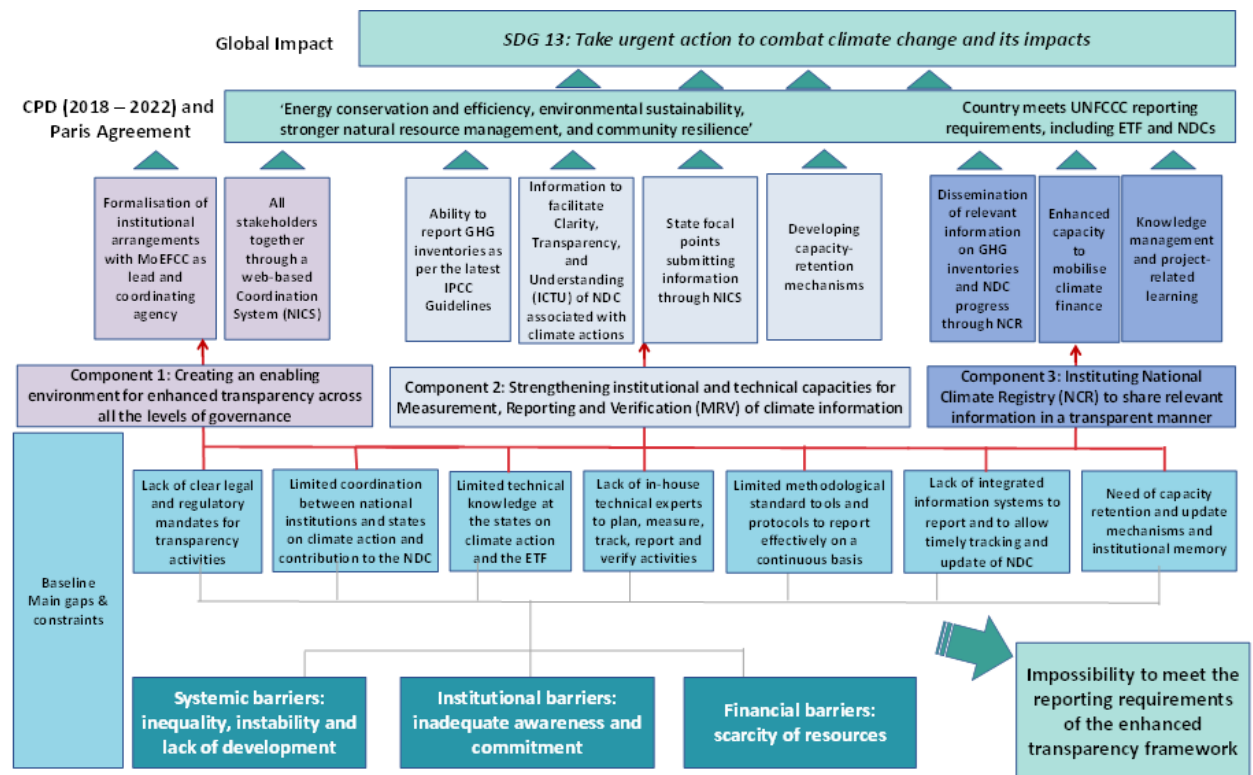 Global Impact
SDG 13: Take urgent action to combat climate change and its impacts
CPD (2018 – 2022) and
Paris Agreement
'Energy conservation and efficiency, environmental sustainability,
stronger natural resource management, and community resilience'
Country meets UNFCCC reporting
requirements, including ETF and NDCs
Formalisation of
institutional
arrangements
with MoEFCC as
lead and
coordinating
agency
All
stakeholders
together
through a
web-based
Coordination
System (NICS)
Ability to
report GHG
inventories as
per the latest
IPCC
Guidelines
Information to
facilitate
Clarity,
Transparency,
and
Understanding
(ICTU) of NDC
associated with
climate actions
State focal
points
submitting
information
through NICS
Developing
capacity-
retention
mechanisms
Dissemination
of relevant
information
on GHG
inventories
and NDC
progress
through NCR
Enhanced
capacity
to
mobilise
climate
finance
Knowledge
management
and project-
related
learning
Component 1: Creating an enabling
environment for enhanced transparency across
all the levels of governance
Component 2: Strengthening institutional and technical capacities for
Measurement, Reporting and Verification (MRV) of climate information
Component 3: Instituting National
Climate Registry (NCR) to share relevant
information in a transparent manner
Baseline
Main gaps &
constraints
Lack of clear legal
and regulatory
mandates for
transparency
activities
Limited coordination
between national
institutions and states
on climate action and
contribution to the NDC
Limited technical
knowledge at
the states on
climate action
and the ETF
Lack of in-house
technical experts
to plan, measure,
track, report and
verify activities
Limited methodological
standard tools and
protocols to report
effectively on a
continuous basis
Lack of integrated
information systems to
report and to allow
timely tracking and
update of NDC
Need of capacity
retention and update
mechanisms and
institutional memory
Systemic barriers:
inequality, instability and
lack of development
Institutional barriers:
inadequate awareness and
commitment
Financial barriers:
scarcity of resources
Impossibility to meet the
reporting requirements
of the enhanced
transparency framework